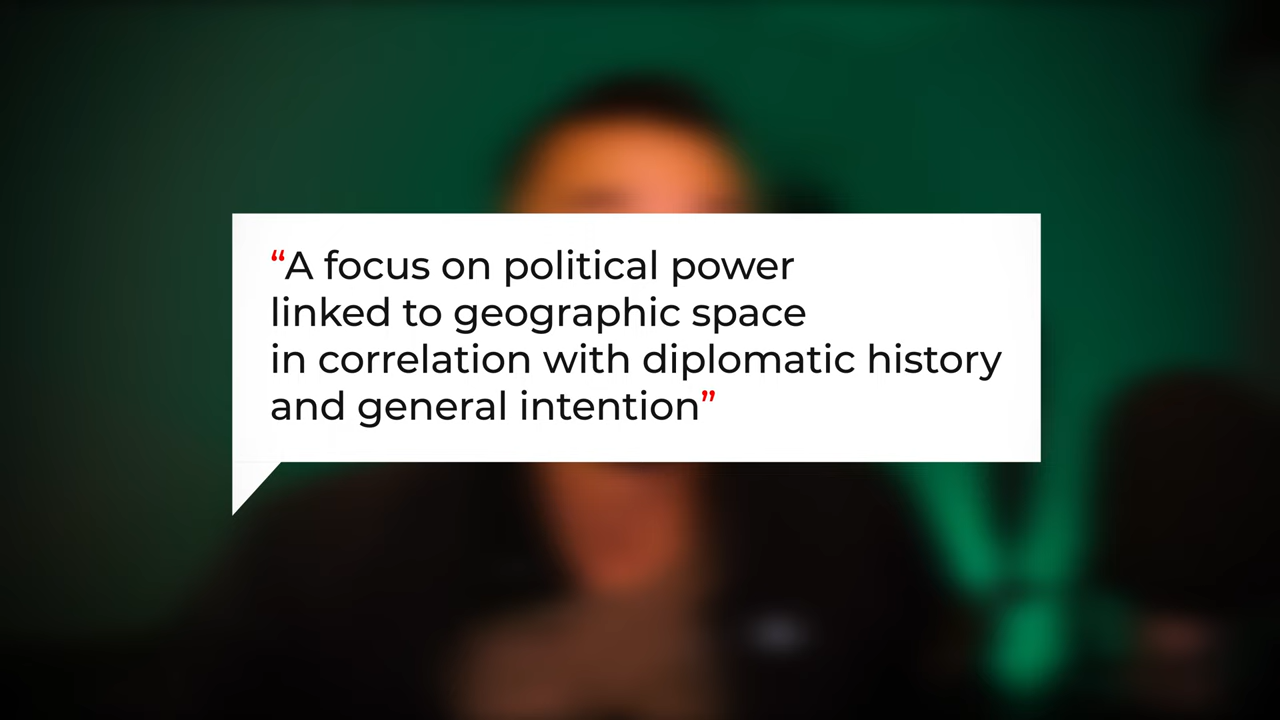 “A focus on political power
linked to geographic space
in correlation with diplomatic history
and general intention”